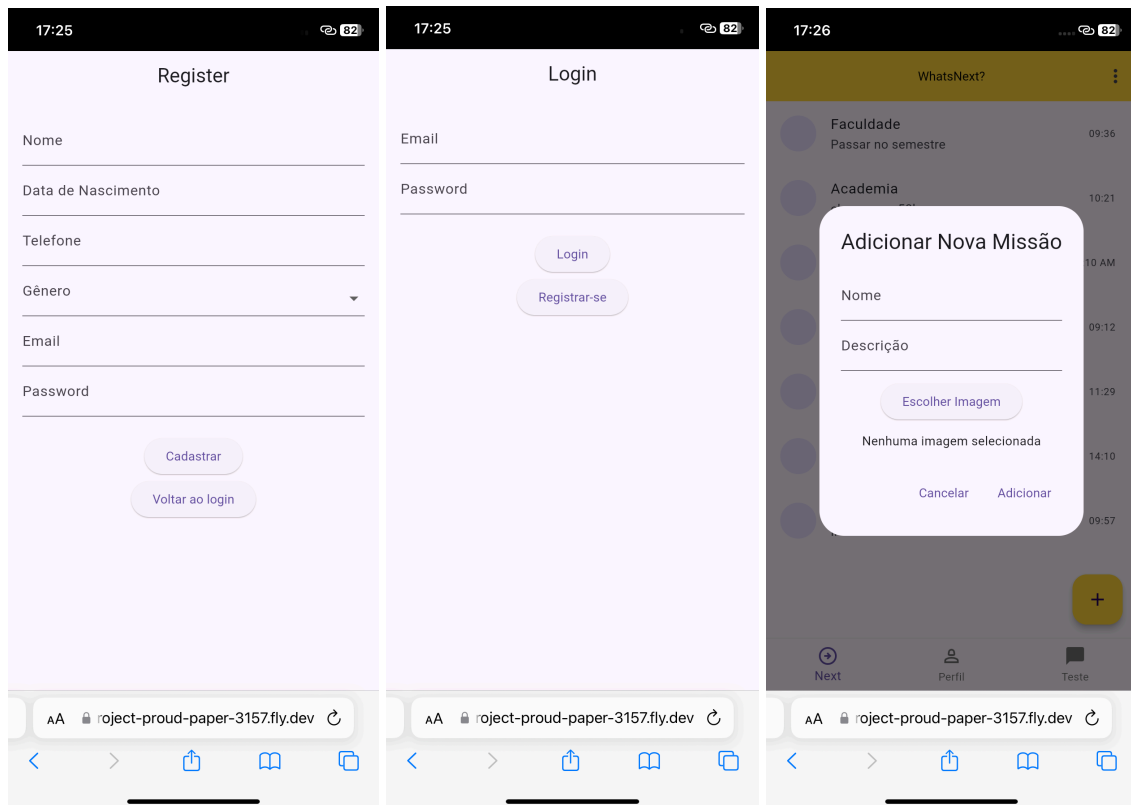 17:25
82
Register
Nome
Data de Nascimento
Telefone
Gênero
Email
Password
Cadastrar
Voltar ao login
AA
roject-proud-paper-3157.fly.dev
17:25
82
Login
Email
Password
Login
Registrar-se
AA
roject-proud-paper-3157.fly.dev
17:26
82
WhatsNext?
Faculdade
09:36
Passar no semestre
Academia
10:21
10 AM
09:12
11:29
14:10
09:57
Adicionar Nova Missão
Nome
Descrição
Escolher Imagem
Nenhuma imagem selecionada
Cancelar Adicionar
+
Next Perfil Teste
AA
roject-proud-paper-3157.fly.dev